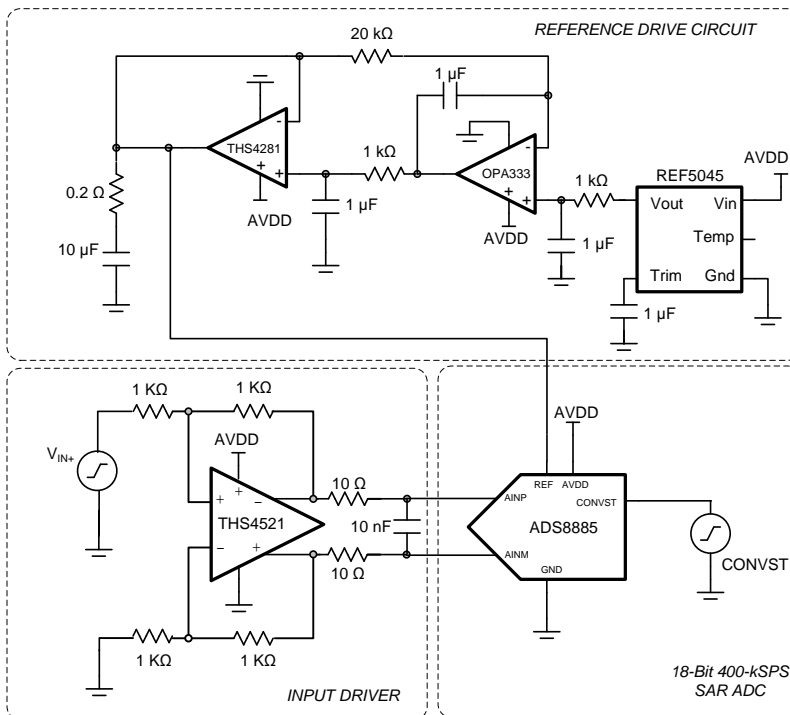 REFERENCE DRIVE CIRCUIT
20 kΩ
1 µF
-
THS4281
+ +
AVDD
1 kΩ
1 µF
-
OPA333
+ +
AVDD
1 kΩ
1 µF
REF5045
AVDD
Vout Vin
Temp
Trim Gnd
1 µF
0.2 Ω
10 µF
1 KΩ
1 KΩ
VIN+
AVDD
+ + −
THS4521
− +
10 Ω
10 nF
10 Ω
1 KΩ
1 KΩ
INPUT DRIVER
AVDD
REF AVDD
AINP
CONVST
ADS8885
AINM
GND
CONVST
18-Bit 400-kSPS
SAR ADC